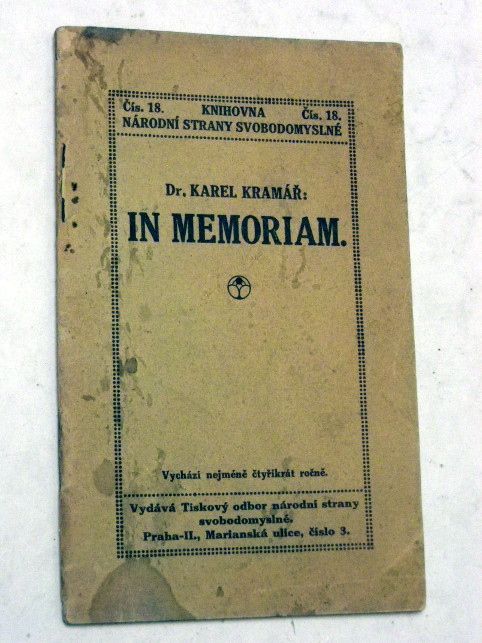 Čís. 18. KNIHOVNA Čís. 18.
NÁRODNÍ STRANY SVOBODOMYSLNÉ
Dr. KAREL KRAMÁŘ:
IN MEMORIAM.
Vychází nejméně čtyřikrát ročně.
Vydává Tiskový odbor národní strany
svobodomyslné.
Praha-II., Marianská ulice, číslo 3.